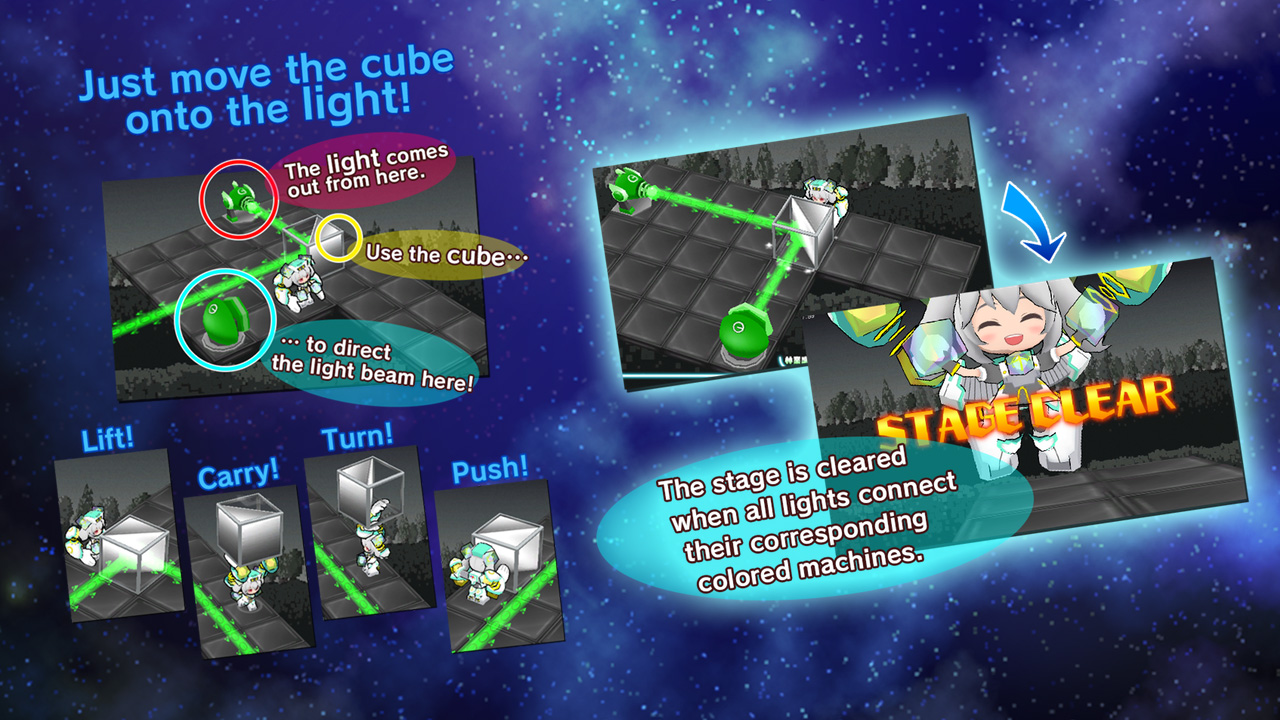 Just move the cube
onto the light!
The light comes
out from here.
Use the cube…
… to direct
the light beam here!
Lift!
Carry!
Turn!
Push!
STAGE CLEAR
The stage is cleared
when all lights connect
their corresponding
colored machines.